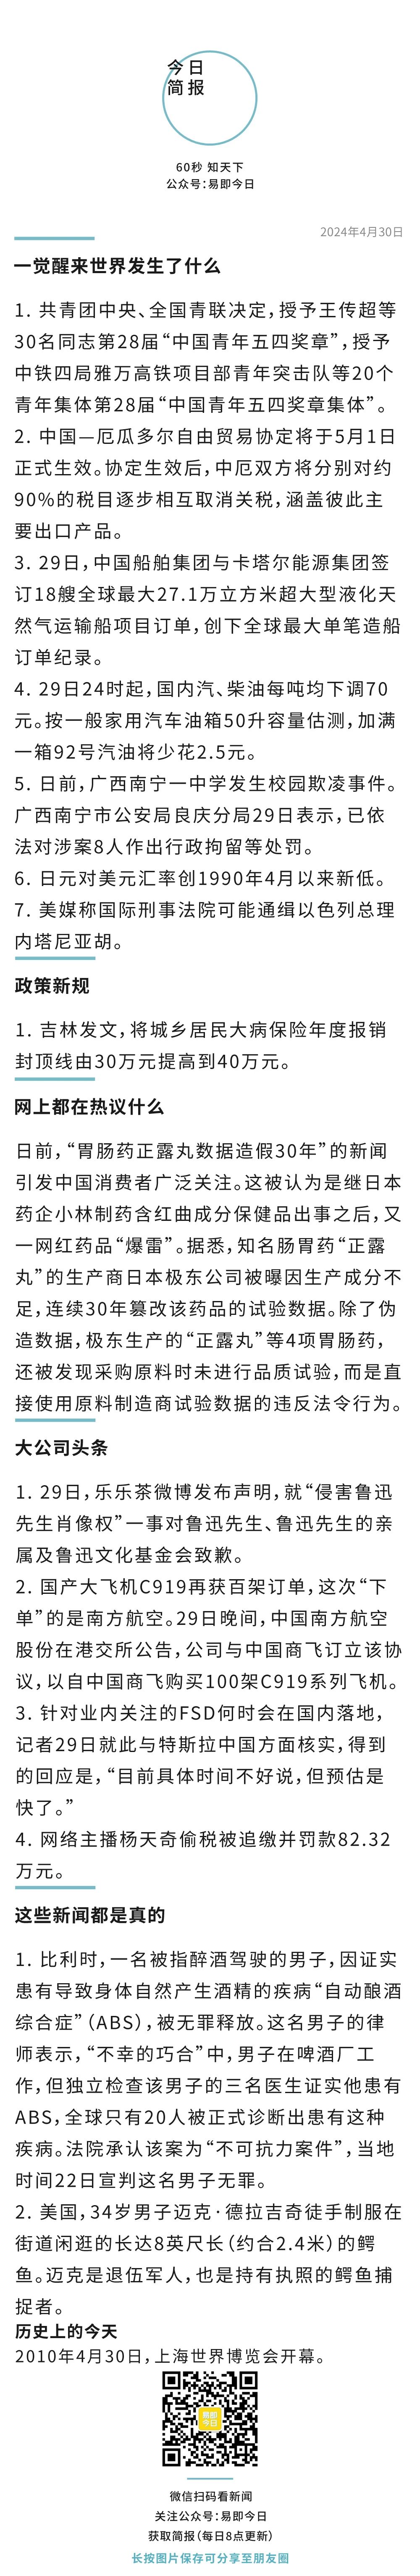 今日
简报
60秒 知天下
公众号：易即今日
2024年4月30日
一觉醒来世界发生了什么
1. 共青团中央、全国青联决定，授予王传超等
30名同志第28届“中国青年五四奖章”，授予
中铁四局雅万高铁项目部青年突击队等20个
青年集体第28届“中国青年五四奖章集体”。
2. 中国—厄瓜多尔自由贸易协定将于5月1日
正式生效。协定生效后，中厄双方将分别对约
90%的税目逐步相互取消关税，涵盖彼此主
要出口产品。
3. 29日，中国船舶集团与卡塔尔能源集团签
订18艘全球最大27.1万立方米超大型液化天
然气运输船项目订单，创下全球最大单笔造船
订单纪录。
4. 29日24时起，国内汽、柴油每吨均下调70
元。按一般家用汽车油箱50升容量估测，加满
一箱92号汽油将少花2.5元。
5. 日前，广西南宁一中学发生校园欺凌事件。
广西南宁市公安局良庆分局29日表示，已依
法对涉案8人作出行政拘留等处罚。
6. 日元对美元汇率创1990年4月以来新低。
7. 美媒称国际刑事法院可能通缉以色列总理
内塔尼亚胡。
政策新规
1. 吉林发文，将城乡居民大病保险年度报销
封顶线由30万元提高到40万元。
网上都在热议什么
日前，“胃肠药正露丸数据造假30年”的新闻
引发中国消费者广泛关注。这被认为是继日本
药企小林制药含红曲成分保健品出事之后，又
一网红药品“爆雷”。据悉，知名肠胃药“正露
丸”的生产商日本极东公司被曝因生产成分不
足，连续30年篡改该药品的试验数据。除了伪
造数据，极东生产的“正露丸”等4项胃肠药，
还被发现采购原料时未进行品质试验，而是直
接使用原料制造商试验数据的违反法令行为。
大公司头条
1. 29日，乐乐茶微博发布声明，就“侵害鲁迅
先生肖像权”一事对鲁迅先生、鲁迅先生的亲
属及鲁迅文化基金会致歉。
2. 国产大飞机C919再获百架订单，这次“下
单”的是南方航空。29日晚间，中国南方航空
股份在港交所公告，公司与中国商飞订立该协
议，以自中国商飞购买100架C919系列飞机。
3. 针对业内关注的FSD何时会在国内落地，
记者29日就此与特斯拉中国方面核实，得到
的回应是，“目前具体时间不好说，但预估是
快了。”
4. 网络主播杨天奇偷税被追缴并罚款82.32
万元。
这些新闻都是真的
1. 比利时，一名被指醉酒驾驶的男子，因证实
患有导致身体自然产生酒精的疾病“自动酿酒
综合症”（ABS），被无罪释放。这名男子的律
师表示，“不幸的巧合”中，男子在啤酒厂工
作，但独立检查该男子的三名医生证实他患有
ABS，全球只有20人被正式诊断出患有这种
疾病。法院承认该案为“不可抗力案件”，当地
时间22日宣判这名男子无罪。
2. 美国，34岁男子迈克·德拉吉奇徒手制服在
街道闲逛的长达8英尺长（约合2.4米）的鳄
鱼。迈克是退伍军人，也是持有执照的鳄鱼捕
捉者。
历史上的今天
2010年4月30日，上海世界博览会开幕。
易即
今日
微信扫码看新闻
关注公众号：易即今日
获取简报（每日8点更新）
长按图片保存可分享至朋友圈